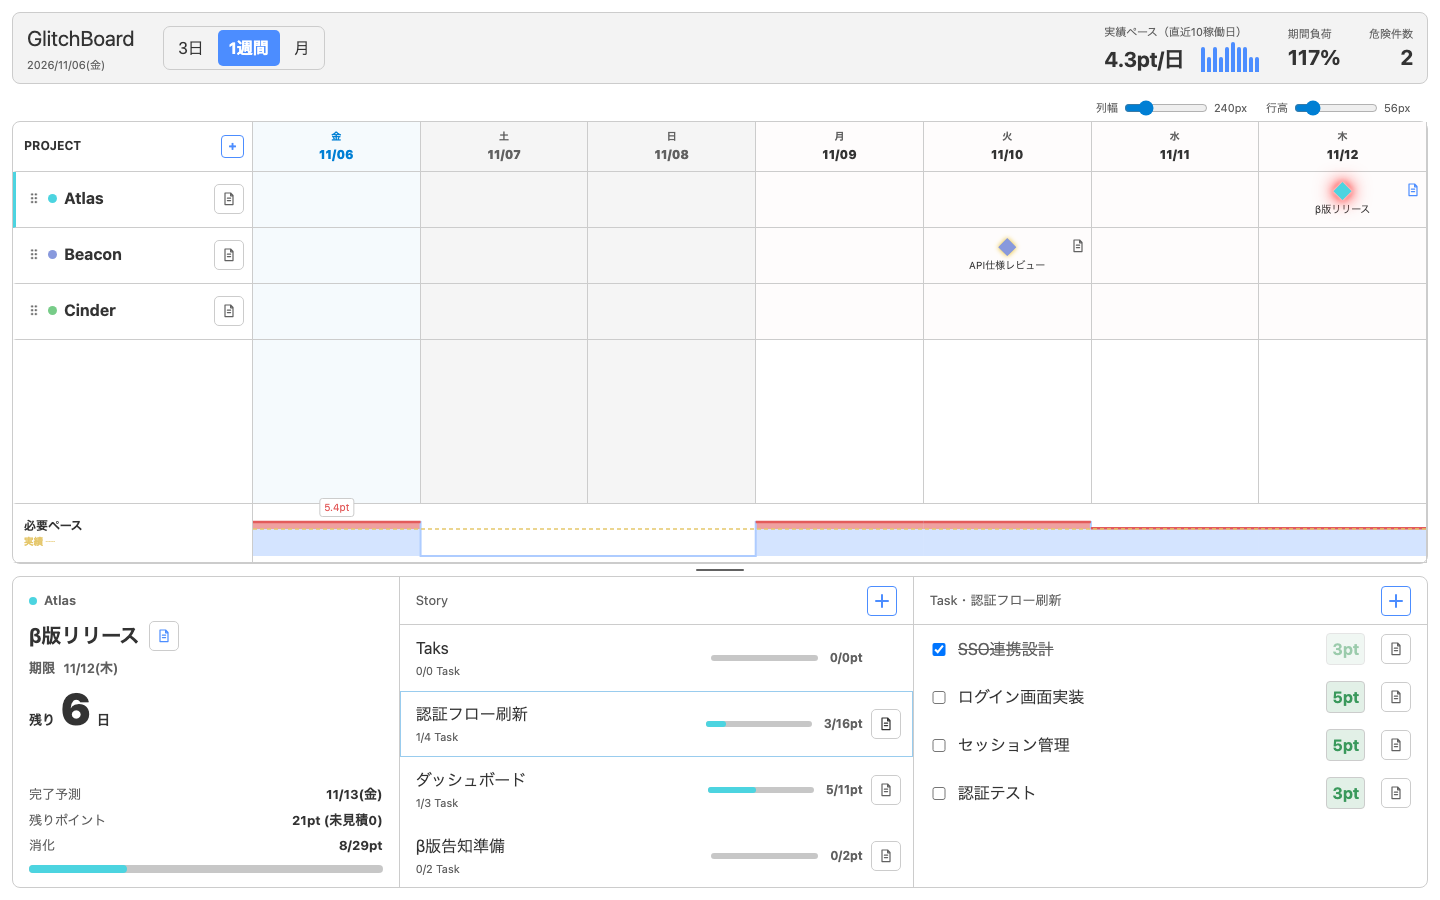 GlitchBoard
2026/11/06(金)
3日 1週間 月
実績ペース（直近10稼働日）
4.3pt/日
期間負荷
117%
危険件数
2
列幅 240px 行高 56px
PROJECT +
金
11/06
土
11/07
日
11/08
月
11/09
火
11/10
水
11/11
木
11/12
Atlas
β版リリース
Beacon
API仕様レビュー
Cinder
必要ペース
実績
5.4pt
Atlas
β版リリース
期限 11/12(木)
残り 6 日
完了予測 11/13(金)
残りポイント 21pt (未見積0)
消化 8/29pt
Story +
Taks
0/0 Task
0/0pt
認証フロー刷新
1/4 Task
3/16pt
ダッシュボード
1/3 Task
5/11pt
β版告知準備
0/2 Task
0/2pt
Task・認証フロー刷新 +
SSO連携設計 3pt
ログイン画面実装 5pt
セッション管理 5pt
認証テスト 3pt